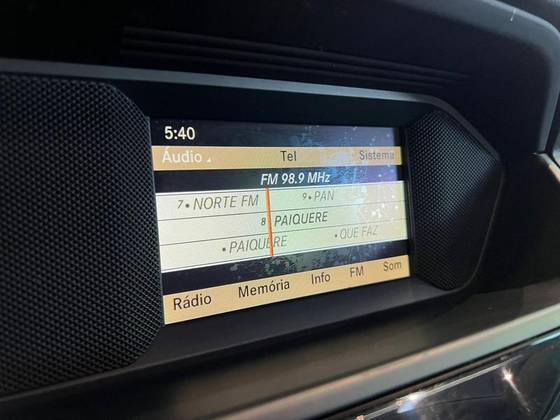 5:40
Áudio Tel Sistema
FM 98.9 MHz
7 • NORTE FM 9 • PAN
8 PAIQUERE
• PAIQUERE • QUE FAZ
Rádio Memória Info FM Som